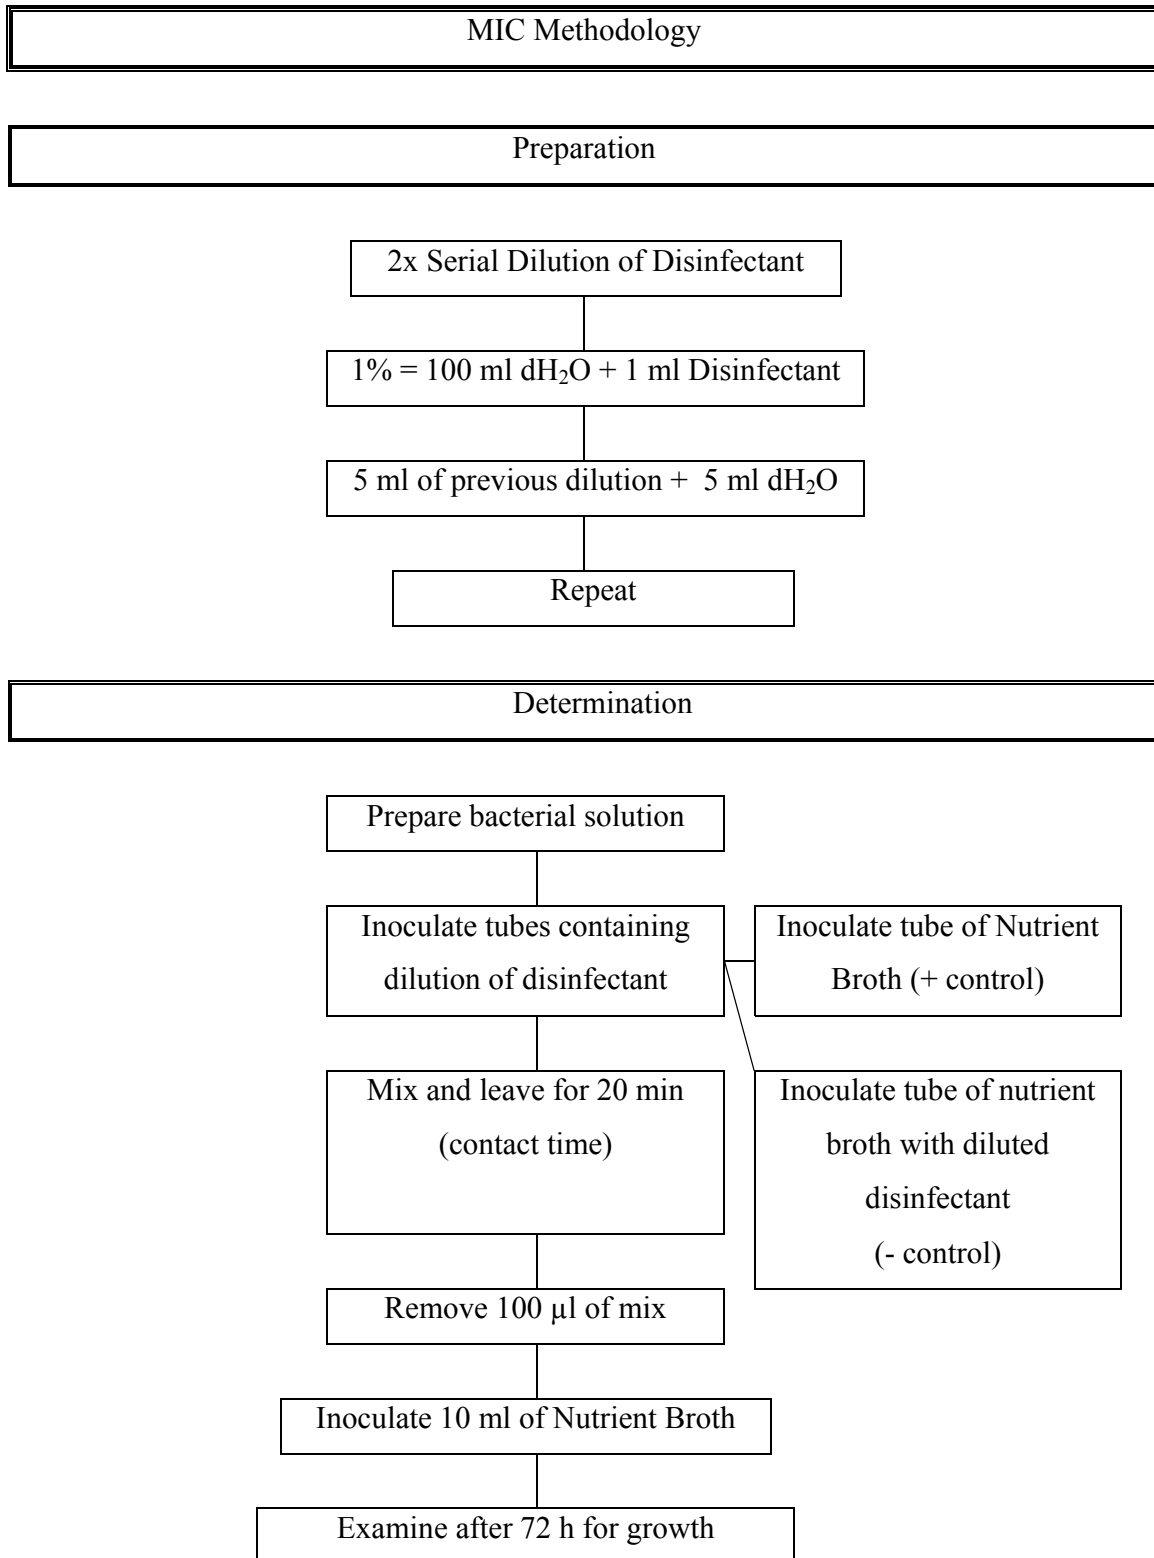 MIC Methodology
Preparation
2x Serial Dilution of Disinfectant
1% = 100 ml dH₂O + 1 ml Disinfectant
5 ml of previous dilution + 5 ml dH₂O
Repeat
Determination
Prepare bacterial solution
Inoculate tubes containing
dilution of disinfectant
Inoculate tube of Nutrient
Broth (+ control)
Mix and leave for 20 min
(contact time)
Inoculate tube of nutrient
broth with diluted
disinfectant
(- control)
Remove 100 µl of mix
Inoculate 10 ml of Nutrient Broth
Examine after 72 h for growth